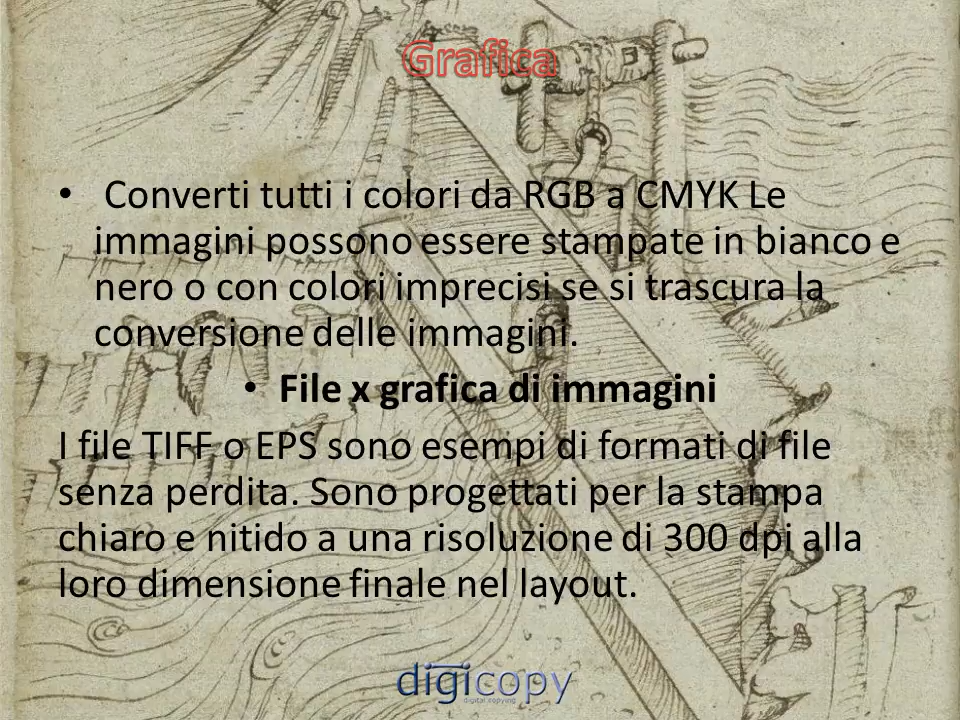 Grafica
• Converti tutti i colori da RGB a CMYK Le
immagini possono essere stampate in bianco e
nero o con colori imprecisi se si trascura la
conversione delle immagini.
• File x grafica di immagini
I file TIFF o EPS sono esempi di formati di file
senza perdita. Sono progettati per la stampa
chiaro e nitido a una risoluzione di 300 dpi alla
loro dimensione finale nel layout.
digicopy
digital copying